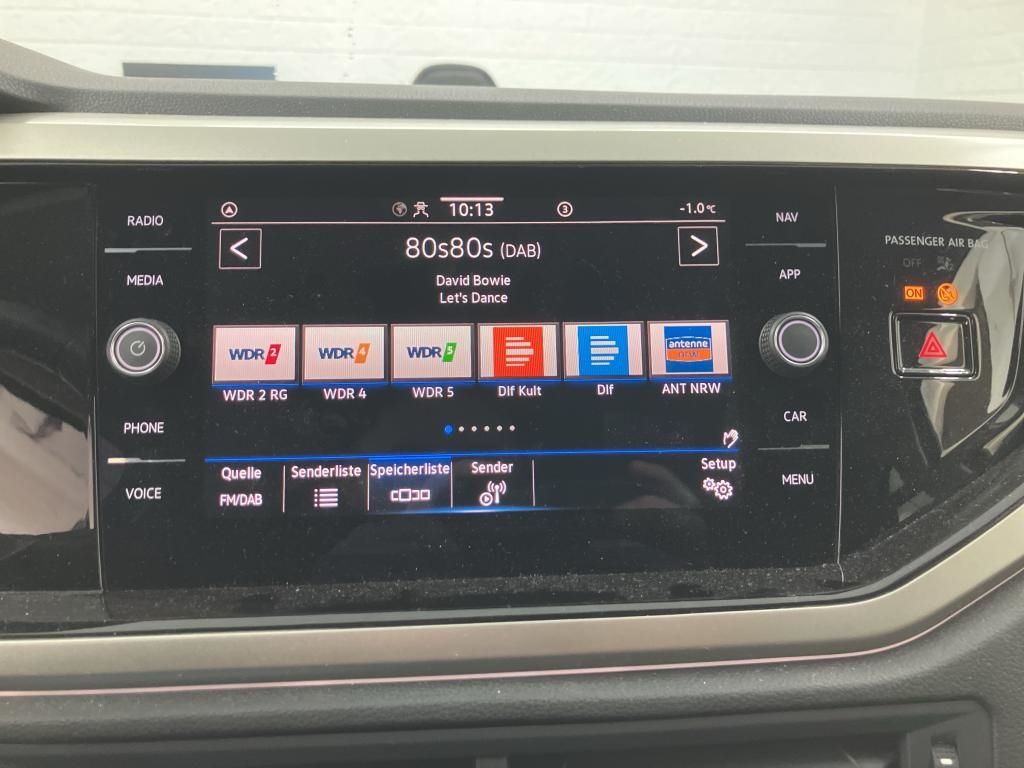 RADIO
MEDIA
PHONE
VOICE
10:13
3
-1.0°C
<
80s80s (DAB)
>
David Bowie
Let's Dance
WDR 2
WDR 4
WDR 5
antenne
NRW
WDR 2 RG
WDR 4
WDR 5
Dlf Kult
Dlf
ANT NRW
Quelle
FM/DAB
Senderliste
Speicherliste
Sender
Setup
NAV
APP
CAR
MENU
PASSENGER AIR BAG
OFF
ON